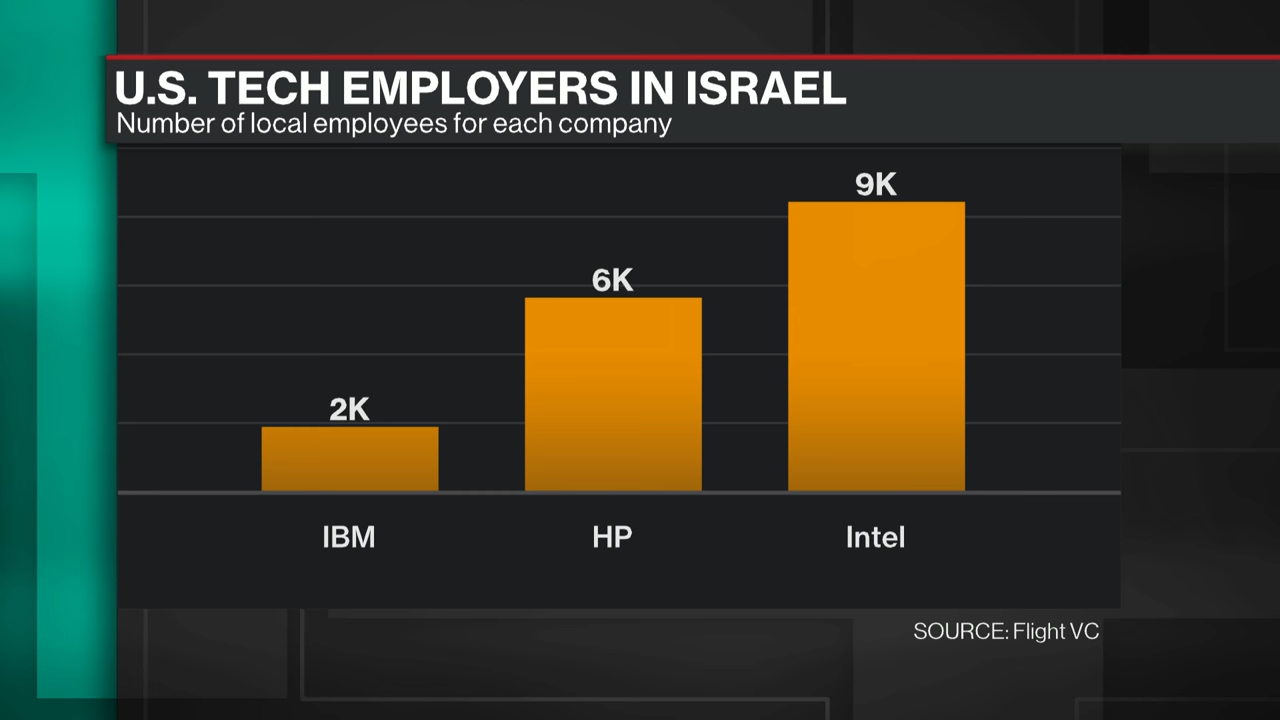 U.S. TECH EMPLOYERS IN ISRAEL
Number of local employees for each company
2K
6K
9K
IBM
HP
Intel
SOURCE: Flight VC